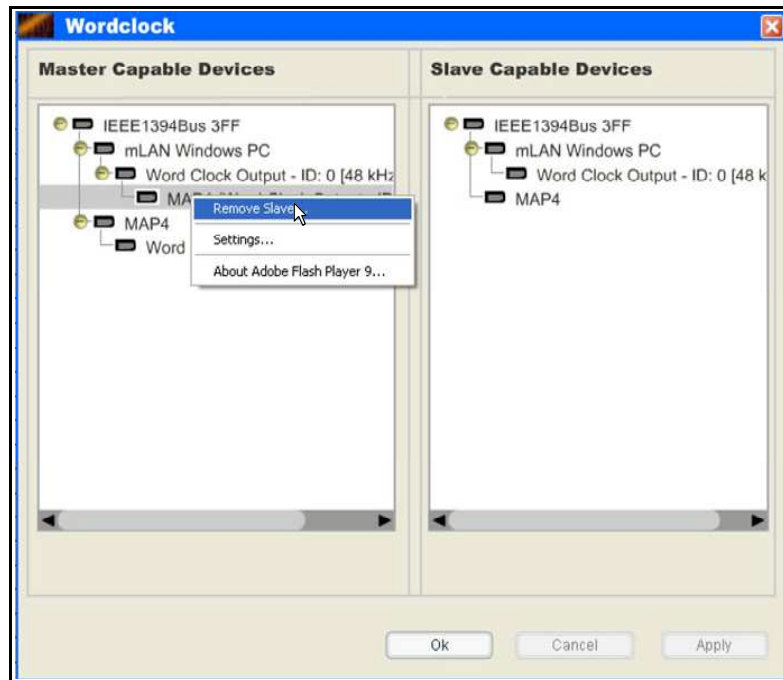 Wordclock
Master Capable Devices
IEEE1394Bus 3FF
mLAN Windows PC
Word Clock Output - ID: 0 [48 kHz
Remove Slave
MAP4
Word
Settings...
About Adobe Flash Player 9...
Slave Capable Devices
IEEE1394Bus 3FF
mLAN Windows PC
Word Clock Output - ID: 0 [48 k
MAP4
Ok
Cancel
Apply